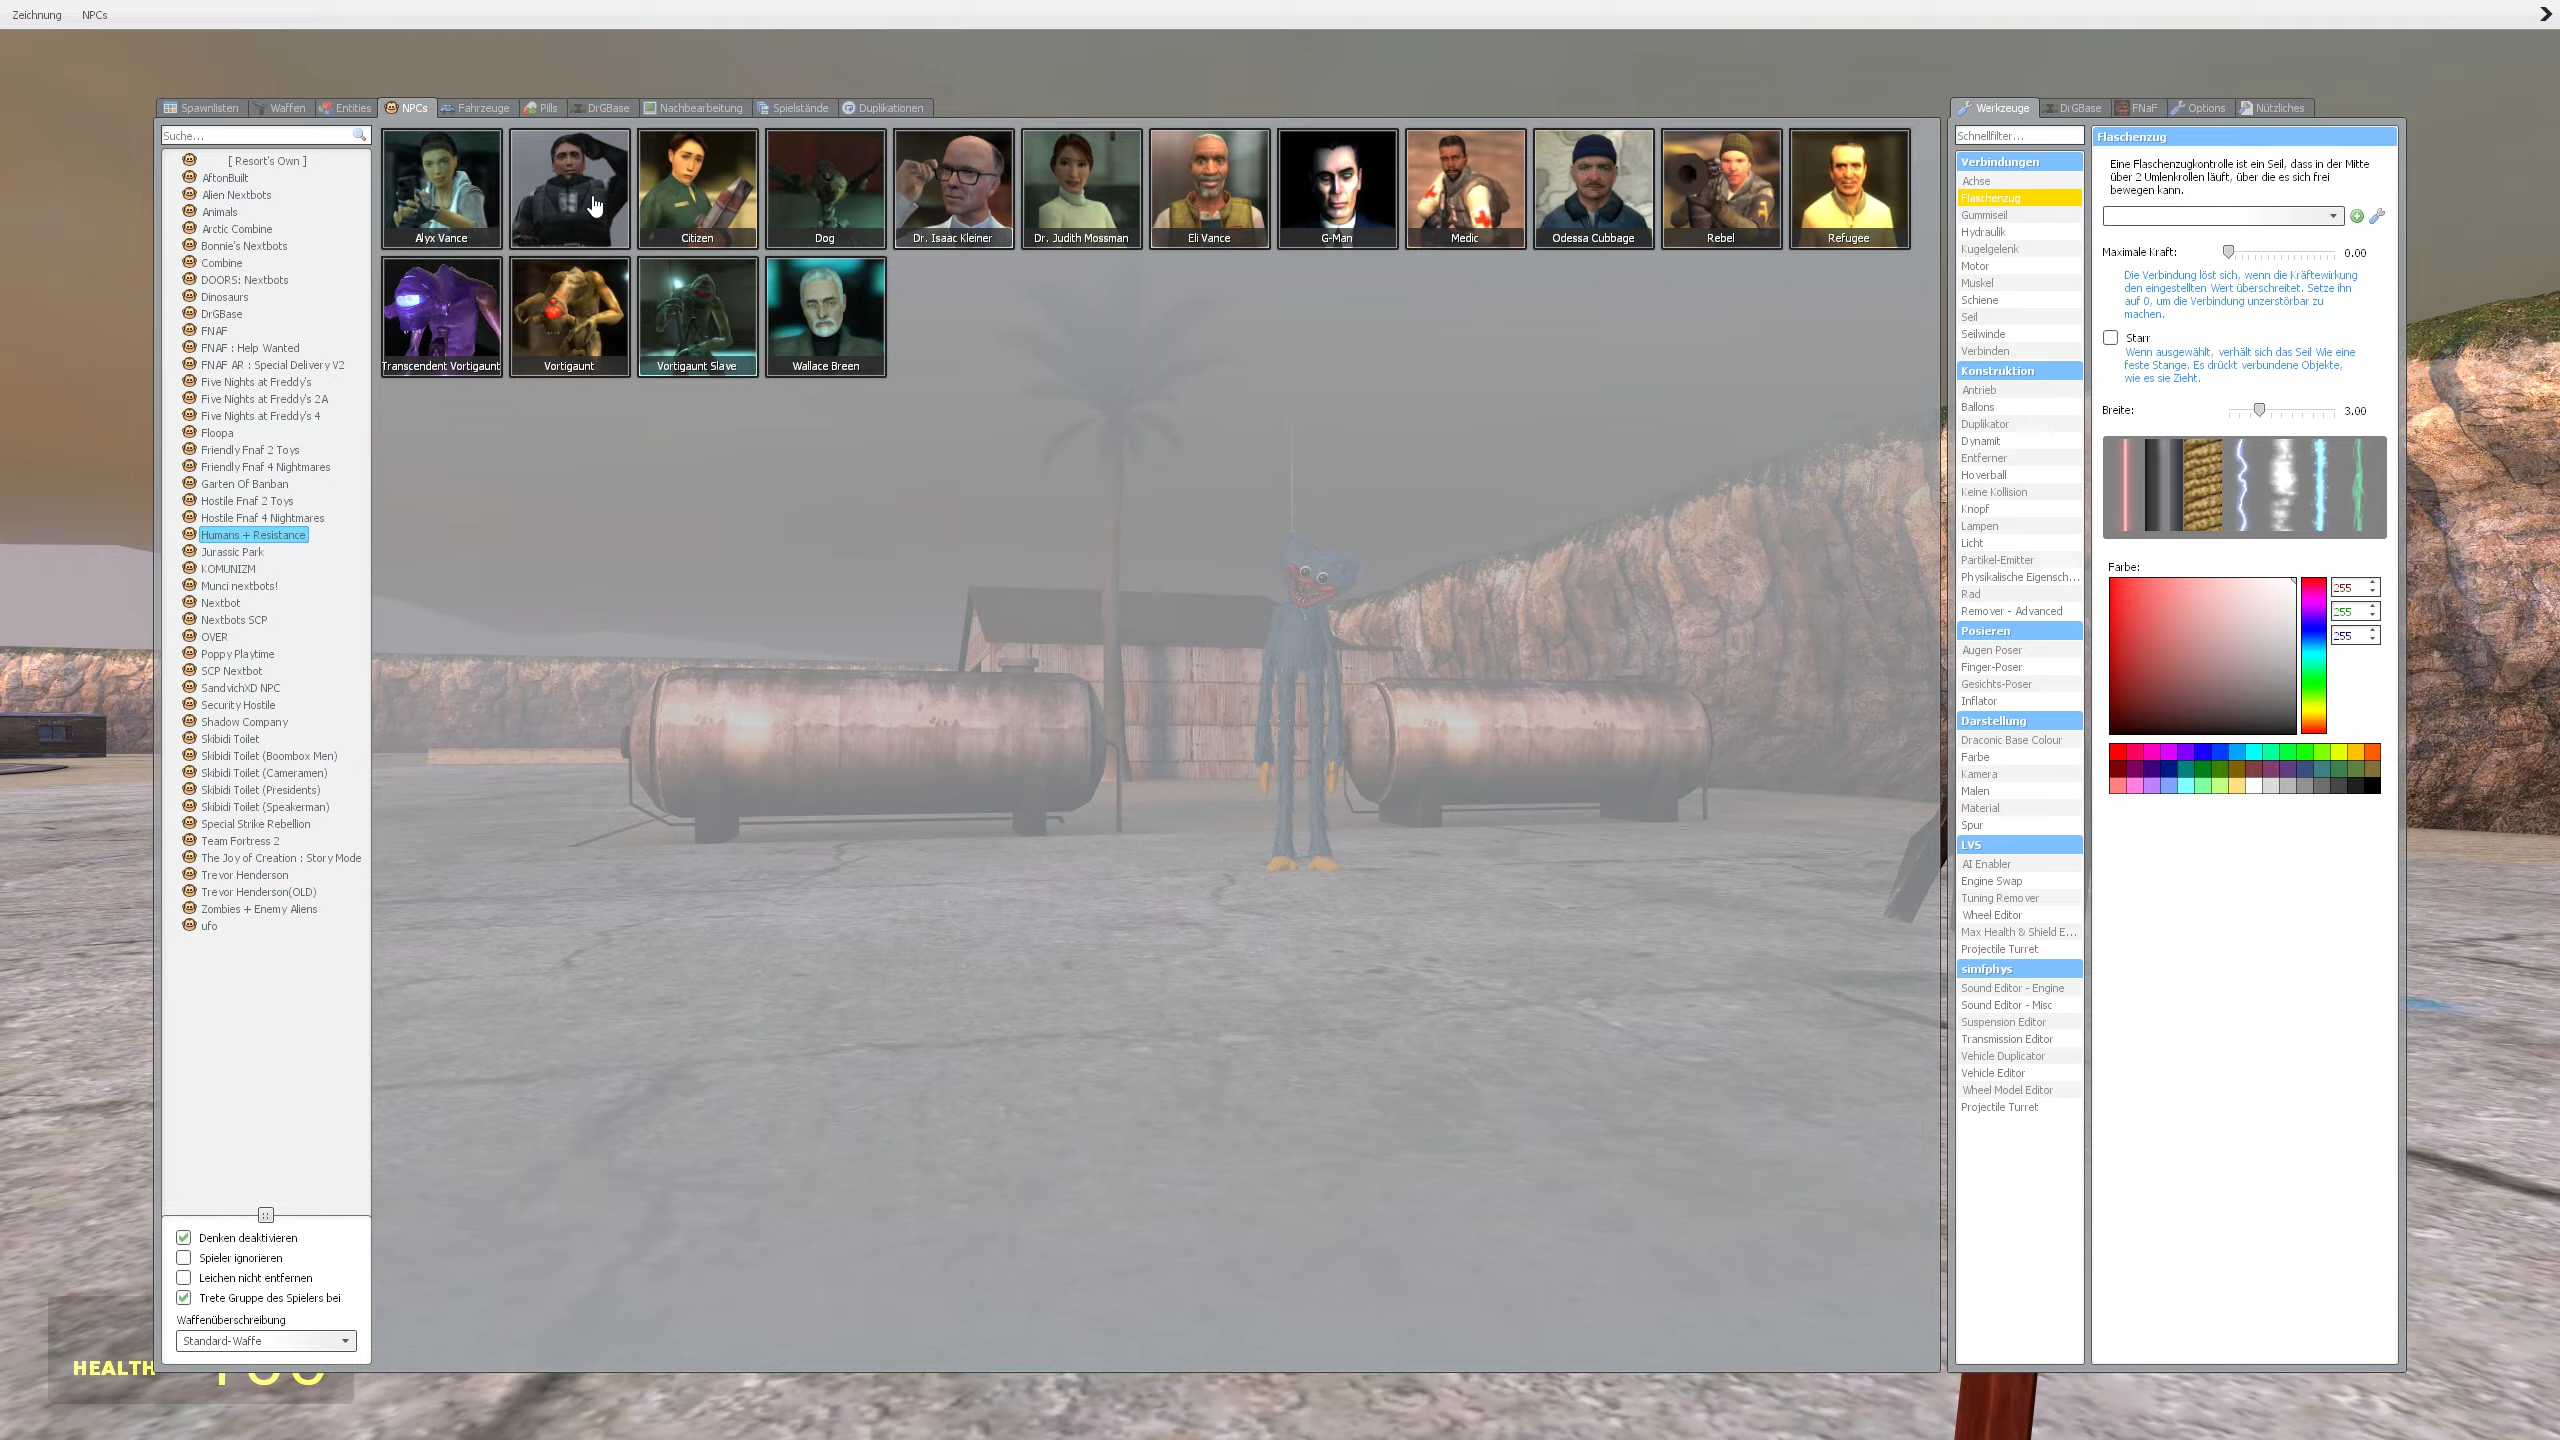 Zeichnung NPCs
Spawnlisten Waffen Entities NPCs Fahrzeuge Pills DrGBase Nachbearbeitung Spielstände Duplikationen
Suche...
[ Resort's Own ]
AftonBuilt
Alien Nextbots
Animals
Arctic Combine
Bonnie's Nextbots
Combine
DOORS: Nextbots
Dinosaurs
DrGBase
FNAF
FNAF : Help Wanted
FNAF AR : Special Delivery V2
Five Nights at Freddy's
Five Nights at Freddy's 2A
Five Nights at Freddy's 4
Floopa
Friendly Fnaf 2 Toys
Friendly Fnaf 4 Nightmares
Garten Of Banban
Hostile Fnaf 2 Toys
Hostile Fnaf 4 Nightmares
Humans + Resistance
Jurassic Park
KOMUNIZM
Munci nextbots!
Nextbot
Nextbots SCP
OVER
Poppy Playtime
SCP Nextbot
SandvichXD NPC
Security Hostile
Shadow Company
Skibidi Toilet
Skibidi Toilet (Boombox Men)
Skibidi Toilet (Cameramen)
Skibidi Toilet (Presidents)
Skibidi Toilet (Speakerman)
Special Strike Rebellion
Team Fortress 2
The Joy of Creation : Story Mode
Trevor Henderson
Trevor Henderson(OLD)
Zombies + Enemy Aliens
ufo
Denken deaktivieren
Spieler ignorieren
Leichen nicht entfernen
Trete Gruppe des Spielers bei
Waffenüberschreibung
Standard-Waffe
HEALTH
Alyx Vance Citizen Dog Dr. Isaac Kleiner Dr. Judith Mossman Eli Vance G-Man Medic Odessa Cubbage Rebel Refugee
Transcendent Vortigaunt Vortigaunt Vortigaunt Slave Wallace Breen
Werkzeuge DrGBase FNaF Options Nützliches
Schnellfilter...
Verbindungen
Achse
Flaschenzug
Gummiseil
Hydraulik
Kugelgelenk
Motor
Muskel
Schiene
Seil
Seilwinde
Verbinden
Konstruktion
Antrieb
Ballons
Duplikator
Dynamit
Entferner
Hoverball
Keine Kollision
Knopf
Lampen
Licht
Partikel-Emitter
Physikalische Eigensch...
Rad
Remover - Advanced
Posieren
Augen Poser
Finger-Poser
Gesichts-Poser
Inflator
Darstellung
Draconic Base Colour
Farbe
Kamera
Malen
Material
Spur
LVS
AI Enabler
Engine Swap
Tuning Remover
Wheel Editor
Max Health & Shield E...
Projectile Turret
simfphys
Sound Editor - Engine
Sound Editor - Misc
Suspension Editor
Transmission Editor
Vehicle Duplicator
Vehicle Editor
Wheel Model Editor
Projectile Turret
Flaschenzug
Eine Flaschenzugkontrolle ist ein Seil, dass in der Mitte
über 2 Umlenkrollen läuft, über die es sich frei
bewegen kann.
Maximale Kraft: 0.00
Die Verbindung löst sich, wenn die Kräftewirkung
den eingestellten Wert überschreitet. Setze ihn
auf 0, um die Verbindung unzerstörbar zu
machen.
Starr
Wenn ausgewählt, verhält sich das Seil Wie eine
feste Stange. Es drückt verbundene Objekte,
wie es sie Zieht.
Breite: 3.00
Farbe:
255
255
255